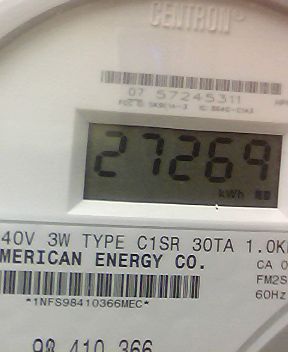 CENTRON®
07 57245311
27269
kWh
40V 3W TYPE C1SR 30TA 1.0K
MERICAN ENERGY CO.
CA 0
FM2S
60Hz
*1NFS98410366MEC*
98 410 366